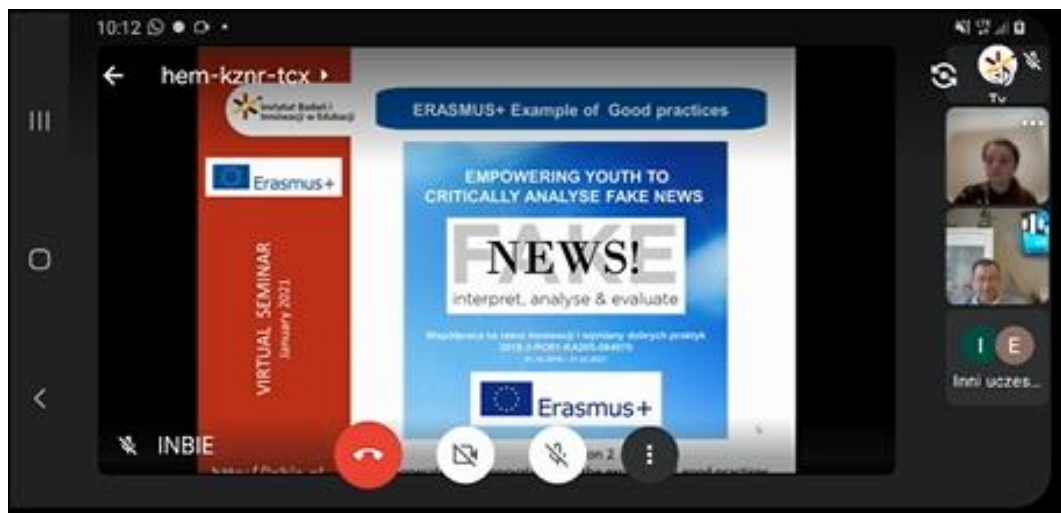 10:12
hem-kznr-tcx
Instytut Badań i
Innowacji w Edukacji
ERASMUS+ Example of Good practices
Erasmus+
EMPOWERING YOUTH TO
CRITICALLY ANALYSE FAKE NEWS
FAKE
NEWS!
interpret, analyse & evaluate
VIRTUAL SEMINAR
January 2021
Współpraca na rzecz innowacji i wymiany dobrych praktyk
Erasmus+
INBIE
Ty
I
E
Inni uczes...